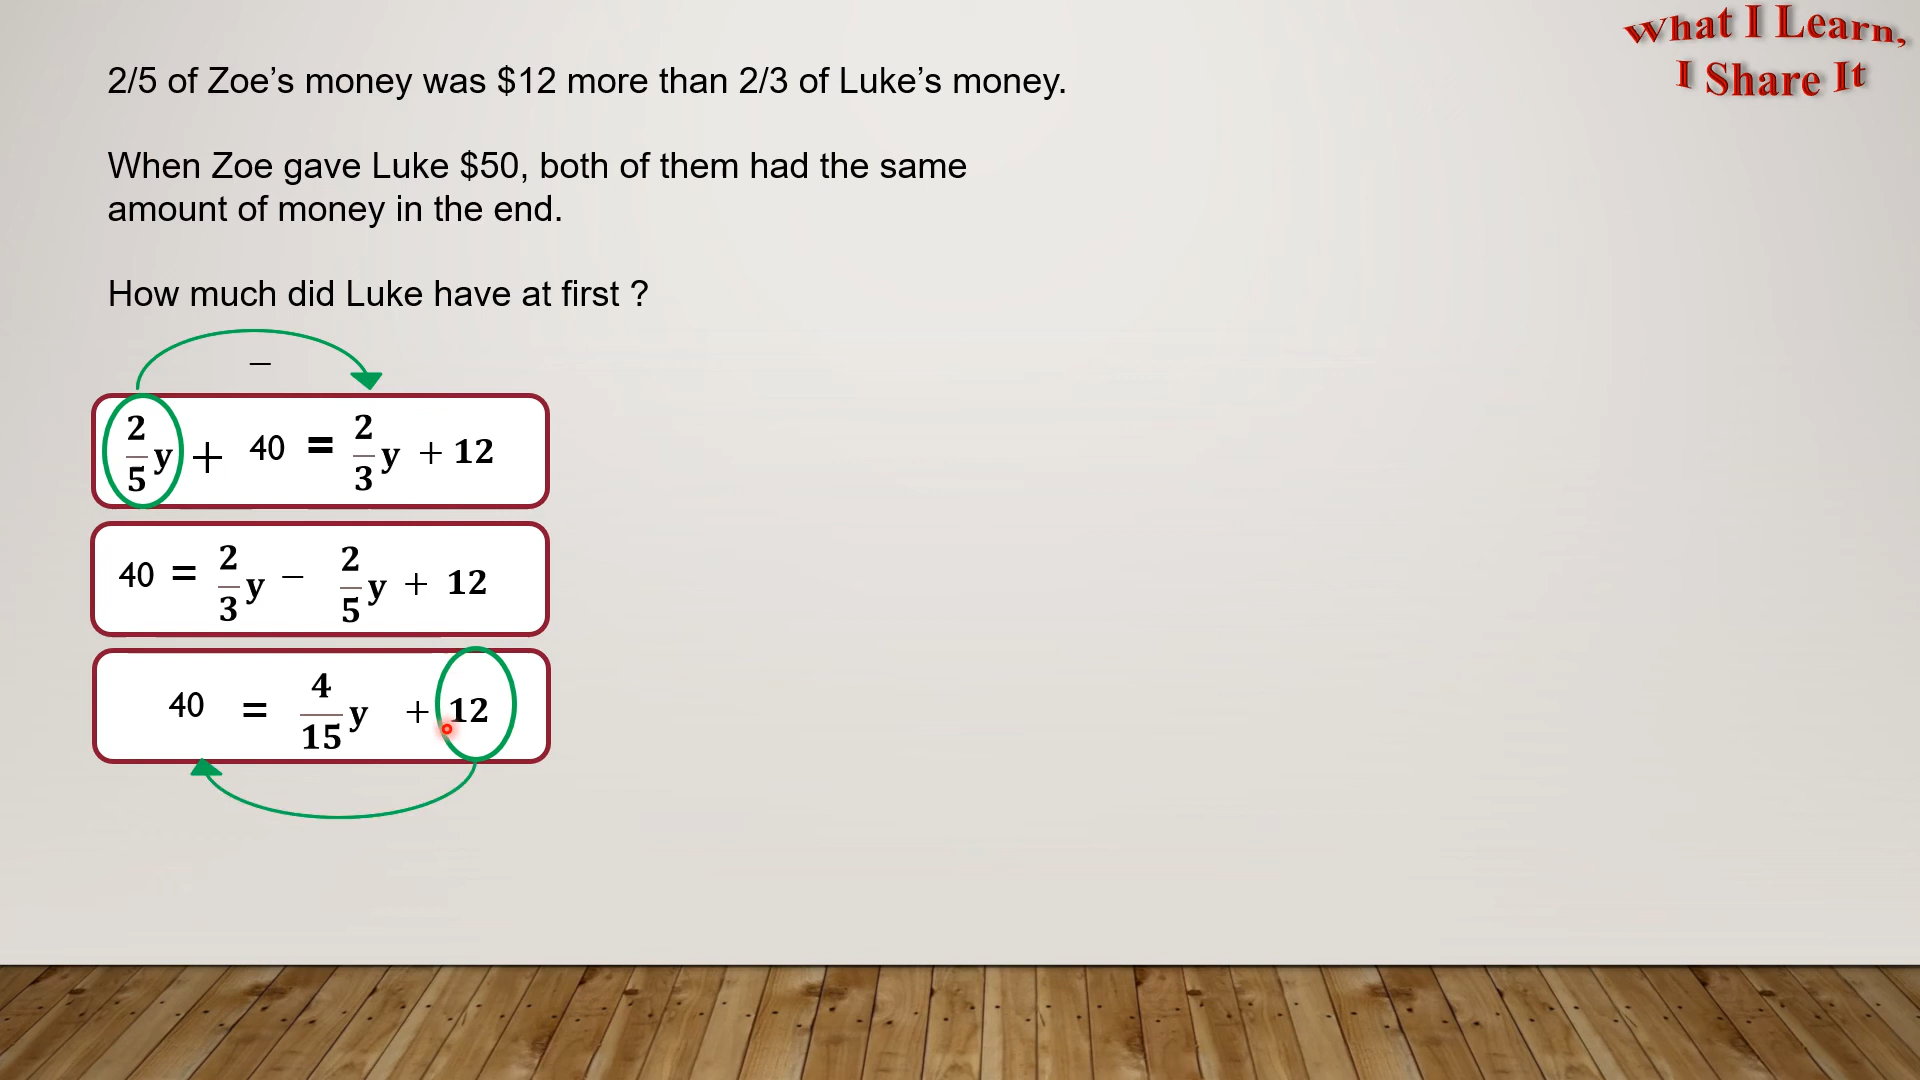 What I Learn,
I Share It
2/5 of Zoe’s money was $12 more than 2/3 of Luke’s money.
When Zoe gave Luke $50, both of them had the same
amount of money in the end.
How much did Luke have at first ?
−
2/5 y + 40 = 2/3 y + 12
40 = 2/3 y − 2/5 y + 12
40 = 4/15 y + 12